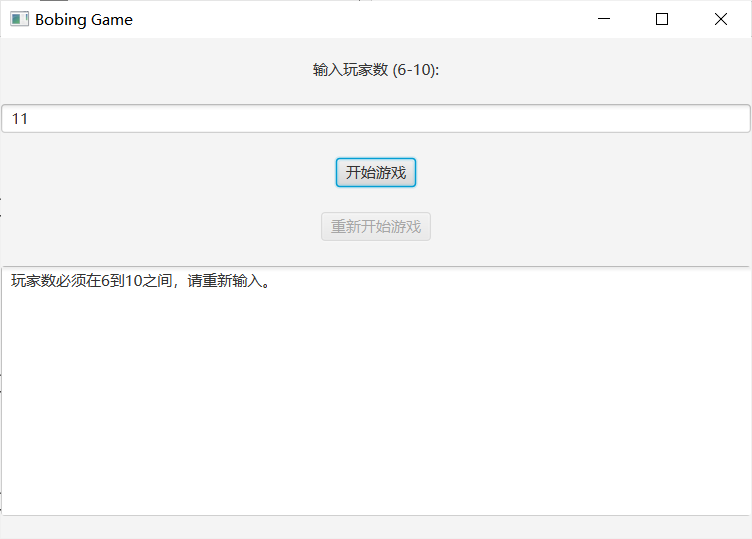 Bobing Game
输入玩家数 (6-10):
11
开始游戏
重新开始游戏
玩家数必须在6到10之间，请重新输入。